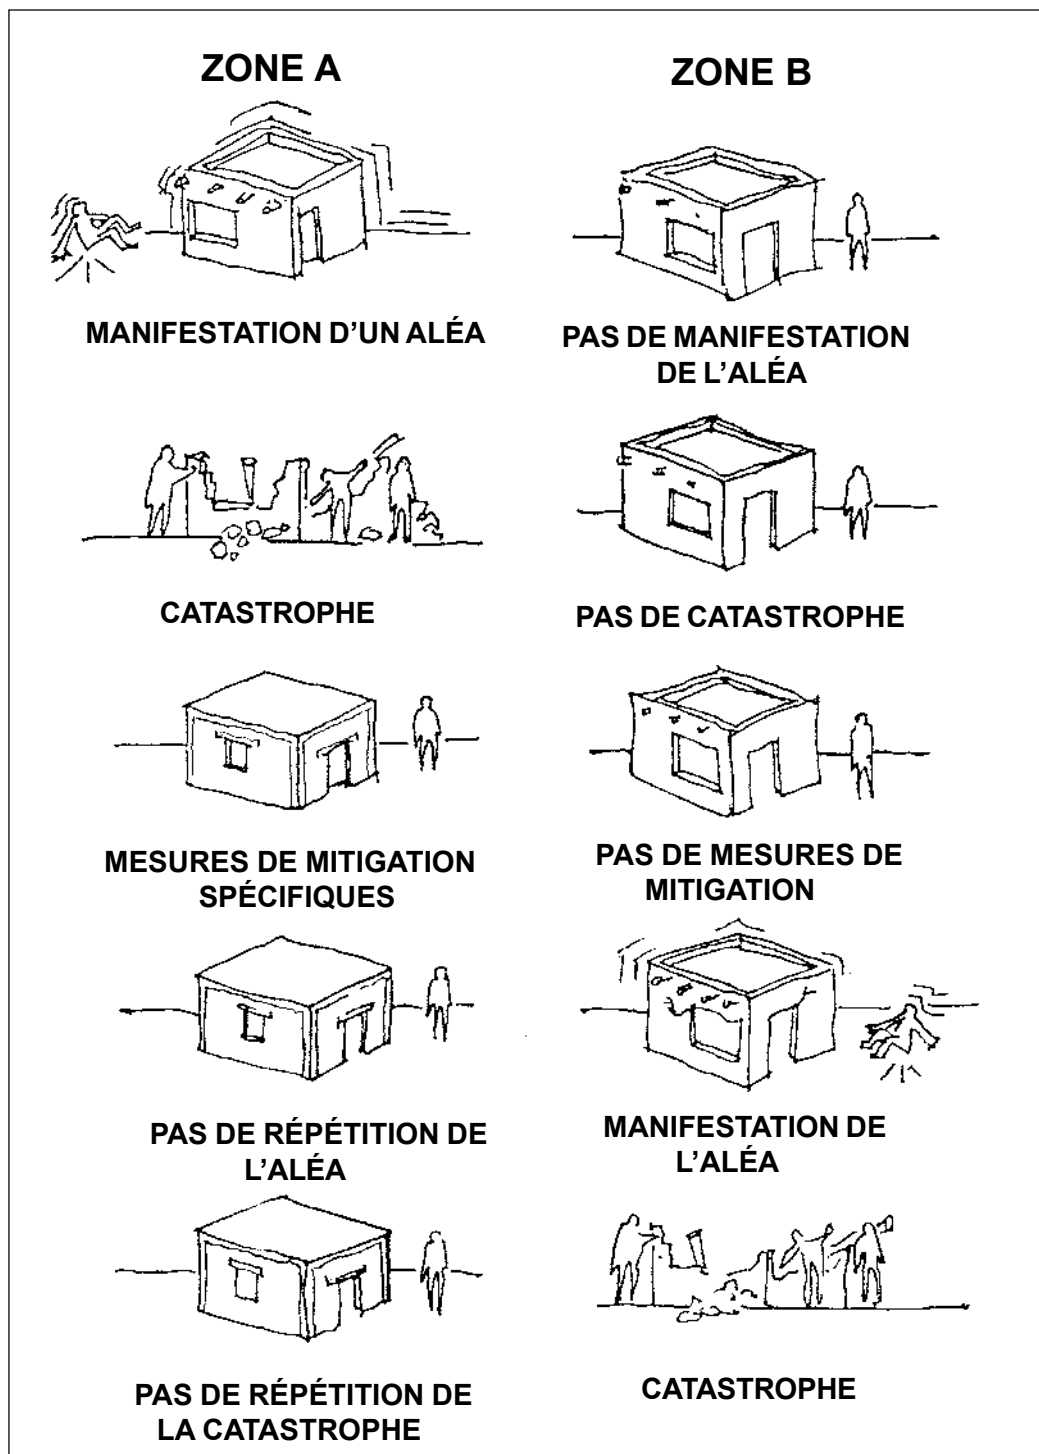 ZONE A
ZONE B
MANIFESTATION D’UN ALÉA
PAS DE MANIFESTATION
DE L’ALÉA
CATASTROPHE
PAS DE CATASTROPHE
MESURES DE MITIGATION
SPÉCIFIQUES
PAS DE MESURES DE
MITIGATION
PAS DE RÉPÉTITION DE
L’ALÉA
MANIFESTATION DE
L’ALÉA
PAS DE RÉPÉTITION DE
LA CATASTROPHE
CATASTROPHE